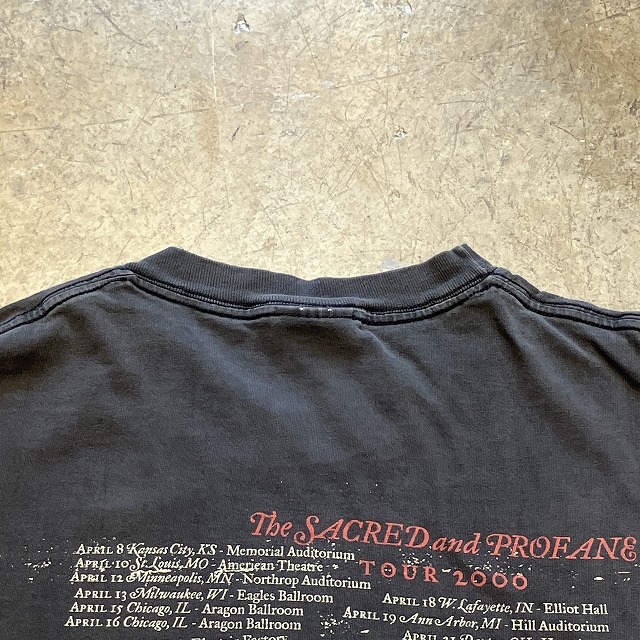 The SACRED and PROFANE
TOUR 2000
APRIL 8 Kansas City, KS - Memorial Auditorium
APRIL 10 St. Louis, MO - American Theatre
APRIL 12 Minneapolis, MN - Northrop Auditorium
APRIL 13 Milwaukee, WI - Eagles Ballroom
APRIL 15 Chicago, IL - Aragon Ballroom
APRIL 16 Chicago, IL - Aragon Ballroom
Factory
APRIL 18 W. Lafayette, IN - Elliot Hall
APRIL 19 Ann Arbor, MI - Hill Auditorium
APRIL 21